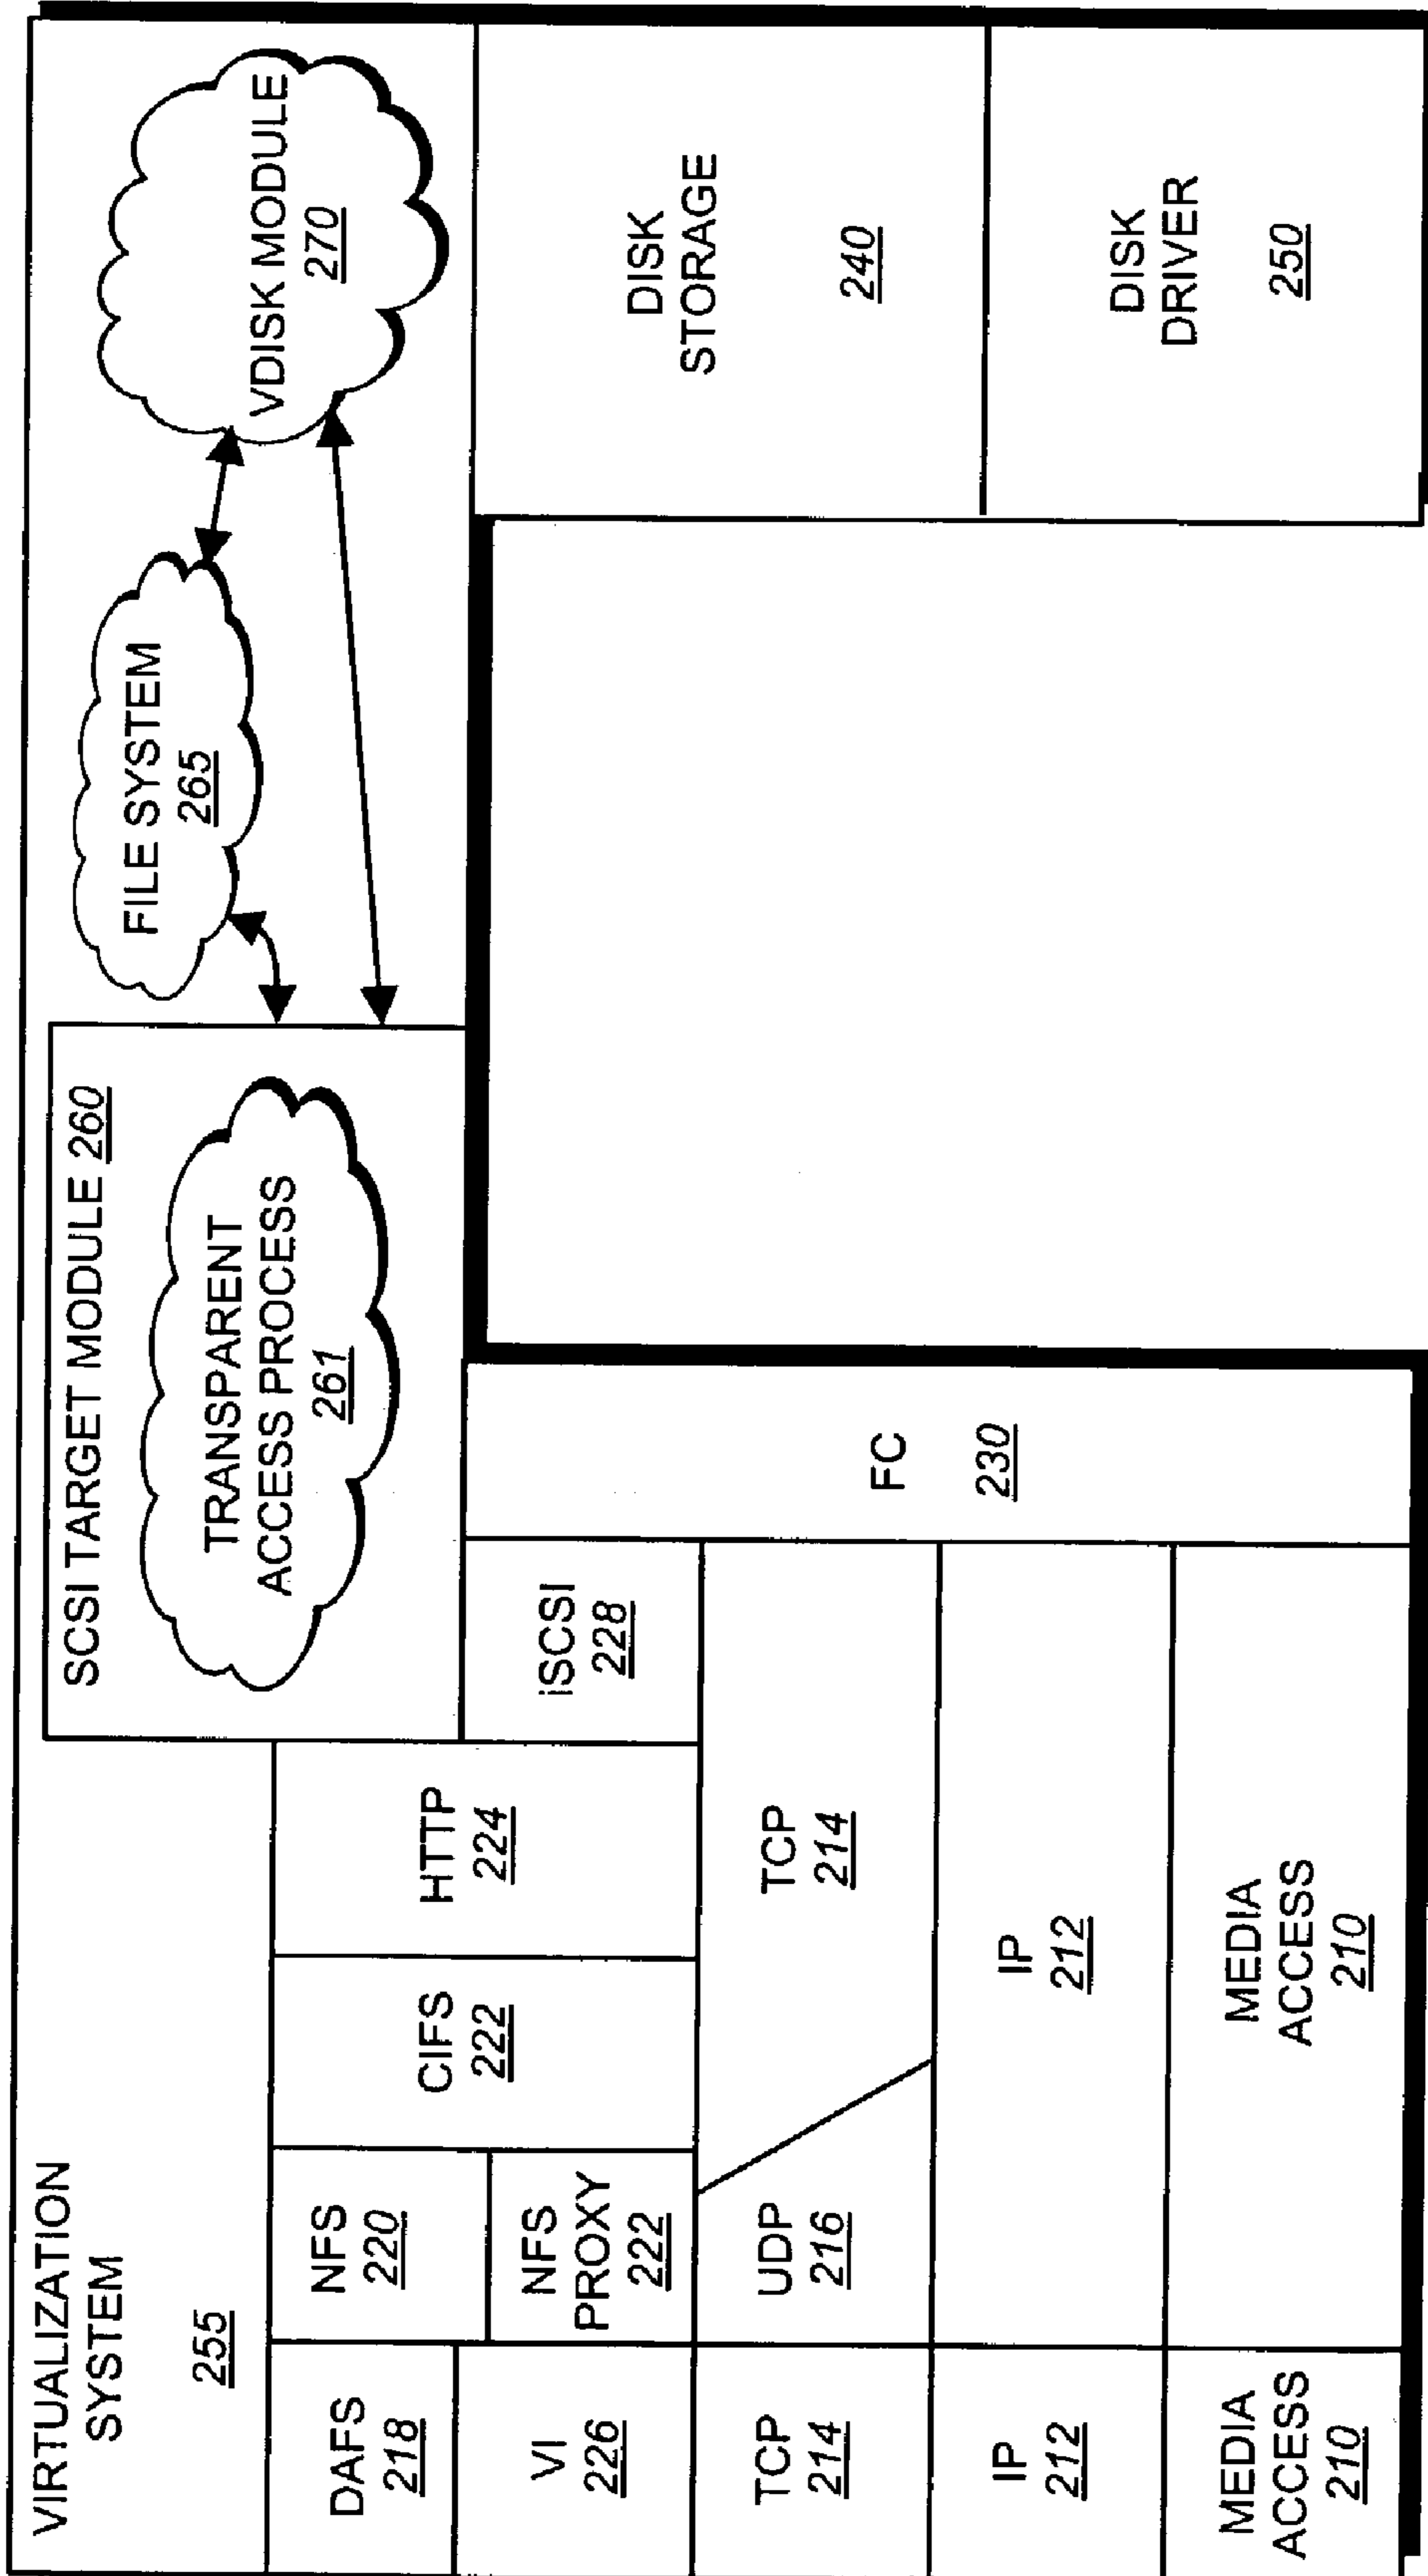 VIRTUALIZATION
SYSTEM
255
SCSI TARGET MODULE 260
TRANSPARENT
ACCESS PROCESS
261
FILE SYSTEM
265
VDISK MODULE
270
DAFS
218
NFS
220
CIFS
222
HTTP
224
VI
226
NFS
PROXY
222
iSCSI
228
FC
230
DISK
STORAGE
240
TCP
214
UDP
216
TCP
214
IP
212
IP
212
DISK
DRIVER
250
MEDIA
ACCESS
210
MEDIA
ACCESS
210